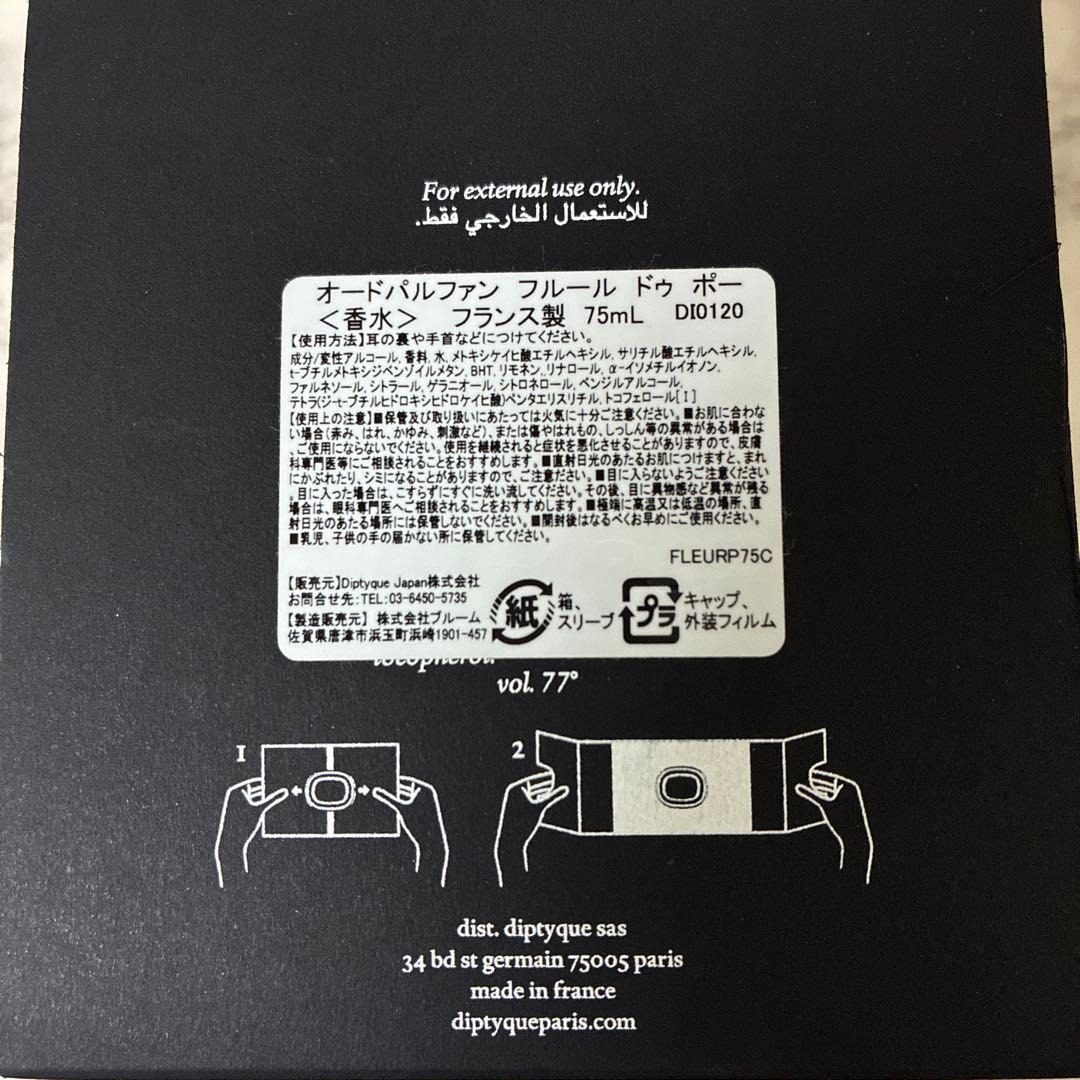 For external use only.
للاستعمال الخارجي فقط.
オードパルファン フルール ドゥ ポー
＜香水＞ フランス製 75mL DI0120
【使用方法】耳の裏や手首などにつけてください。
成分/変性アルコール, 香料, 水, メトキシケイヒ酸エチルヘキシル, サリチル酸エチルヘキシル,
t-ブチルメトキシジベンゾイルメタン, BHT, リモネン, リナロール, α-イソメチルイオノン,
ファルネソール, シトラール, ゲラニオール, シトロネロール, ベンジルアルコール,
テトラ(ジ-t-ブチルヒドロキシヒドロケイヒ酸)ペンタエリスリチル, トコフェロール[I]
【使用上の注意】■保管及び取り扱いにあたっては火気に十分ご注意ください。■お肌に合わな
い場合(赤み、はれ、かゆみ、刺激など)、または傷やはれもの、しっしん等の異常がある場合は
、ご使用にならないでください。使用を継続されると症状を悪化させることがありますので、皮膚
科専門医等にご相談されることをおすすめします。■直射日光のあたるお肌につけますと、まれ
にかぶれたり、シミになることがありますので、ご注意ださい。■目に入らないようご注意ください
。目に入った場合は、こすらずにすぐに洗い流してください。その後、目に異物感など異常が残る
場合は、眼科専門医へご相談されることをおすすめします。■極端に高温又は低温の場所、直
射日光のあたる場所には保管しないでください。■開封後はなるべくお早めにご使用ください。
■乳児、子供の手の届かない所に保管してください。
FLEURP75C
【販売元】Diptyque Japan株式会社
お問合せ先:TEL:03-6450-5735
【製造販売元】 株式会社ブルーム
佐賀県唐津市浜玉町浜崎1901-457
紙
箱、
スリーブ
プラ
キャップ、
外装フィルム
tocopherol.
vol. 77°
1
2
dist. diptyque sas
34 bd st germain 75005 paris
made in france
diptyqueparis.com